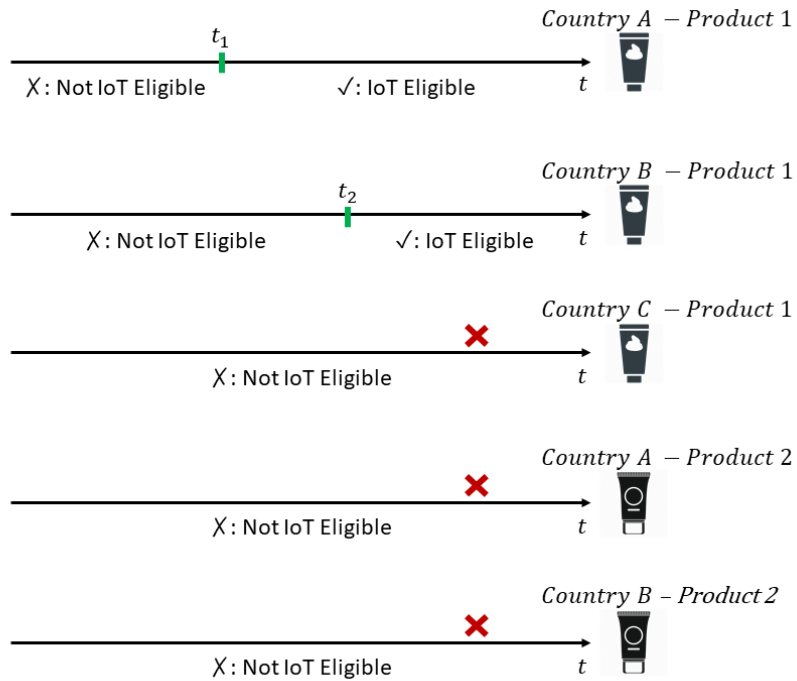 Country A – Product 1
t₁
✗: Not IoT Eligible ✓: IoT Eligible t
Country B – Product 1
t₂
✗: Not IoT Eligible ✓: IoT Eligible t
Country C – Product 1
✗: Not IoT Eligible t
Country A – Product 2
✗: Not IoT Eligible t
Country B – Product 2
✗: Not IoT Eligible t